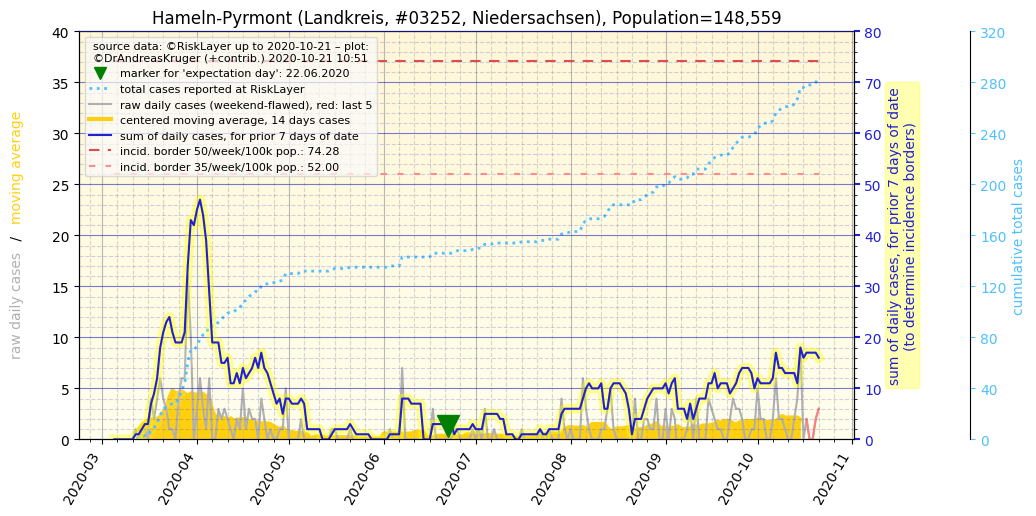 Hameln-Pyrmont (Landkreis, #03252, Niedersachsen), Population=148,559
source data: ©RiskLayer up to 2020-10-21 – plot:
©DrAndreasKruger (+contrib.) 2020-10-21 10:51
marker for 'expectation day': 22.06.2020
total cases reported at RiskLayer
raw daily cases (weekend-flawed), red: last 5
centered moving average, 14 days cases
sum of daily cases, for prior 7 days of date
incid. border 50/week/100k pop.: 74.28
incid. border 35/week/100k pop.: 52.00
raw daily cases / moving average
40
35
30
25
20
15
10
5
0
80
70
60
50
40
30
20
10
0
sum of daily cases, for prior 7 days of date
(to determine incidence borders)
320
280
240
200
160
120
80
40
0
cumulative total cases
2020-03
2020-04
2020-05
2020-06
2020-07
2020-08
2020-09
2020-10
2020-11